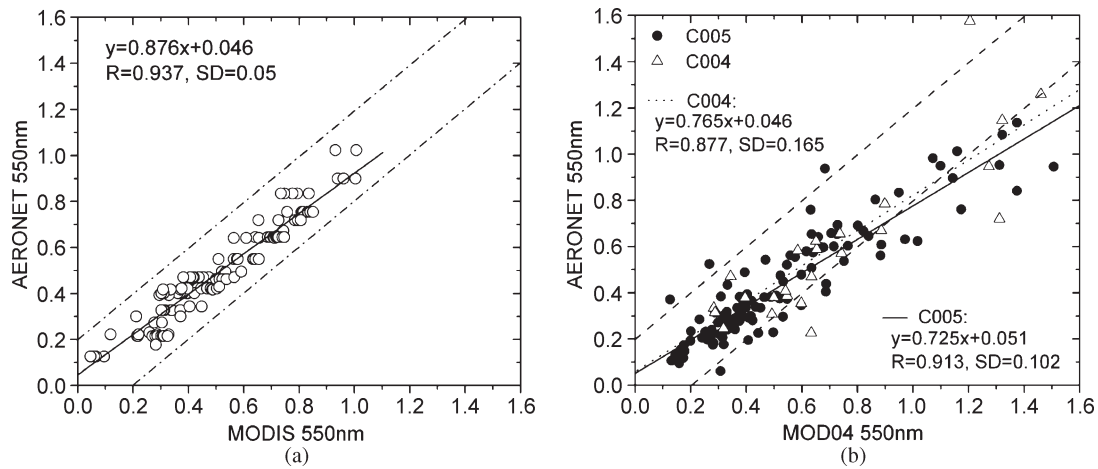 (a)
y=0.876x+0.046
R=0.937, SD=0.05
AERONET 550nm
1.6
1.4
1.2
1.0
0.8
0.6
0.4
0.2
0.0
0.0 0.2 0.4 0.6 0.8 1.0 1.2 1.4 1.6
MODIS 550nm
(a)
(b)
C005
C004
C004:
y=0.765x+0.046
R=0.877, SD=0.165
C005:
y=0.725x+0.051
R=0.913, SD=0.102
AERONET 550nm
1.6
1.4
1.2
1.0
0.8
0.6
0.4
0.2
0.0
0.0 0.2 0.4 0.6 0.8 1.0 1.2 1.4 1.6
MOD04 550nm
(b)